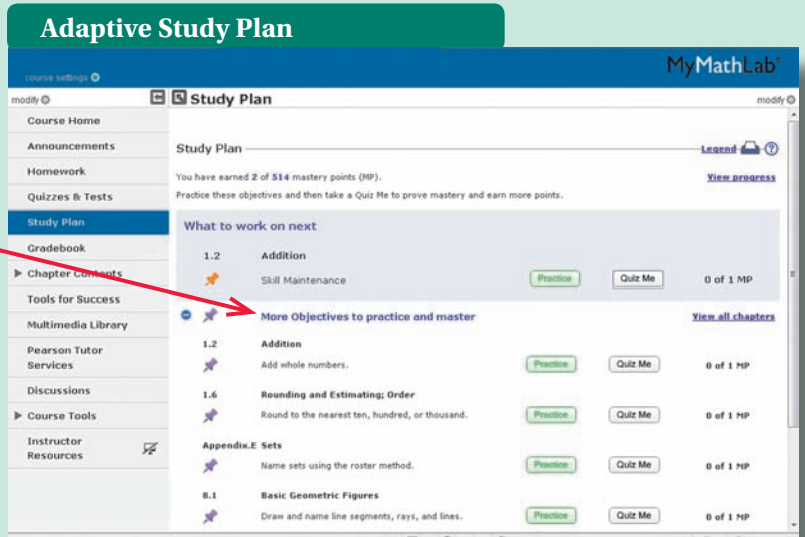 Adaptive Study Plan
MyMathLab®
course settings
modify
Study Plan
modify
Course Home
Announcements
Homework
Quizzes & Tests
Study Plan
Gradebook
Chapter Contents
Tools for Success
Multimedia Library
Pearson Tutor
Services
Discussions
Course Tools
Instructor
Resources
Study Plan
Legend
You have earned 2 of 514 mastery points (MP).
View progress
Practice these objectives and then take a Quiz Me to prove mastery and earn more points.
What to work on next
1.2 Addition
Skill Maintenance Practice Quiz Me 0 of 1 MP
More Objectives to practice and master View all chapters
1.2 Addition
Add whole numbers. Practice Quiz Me 0 of 1 MP
1.6 Rounding and Estimating; Order
Round to the nearest ten, hundred, or thousand. Practice Quiz Me 0 of 1 MP
Appendix.E Sets
Name sets using the roster method. Practice Quiz Me 0 of 1 MP
8.1 Basic Geometric Figures
Draw and name line segments, rays, and lines. Practice Quiz Me 0 of 1 MP